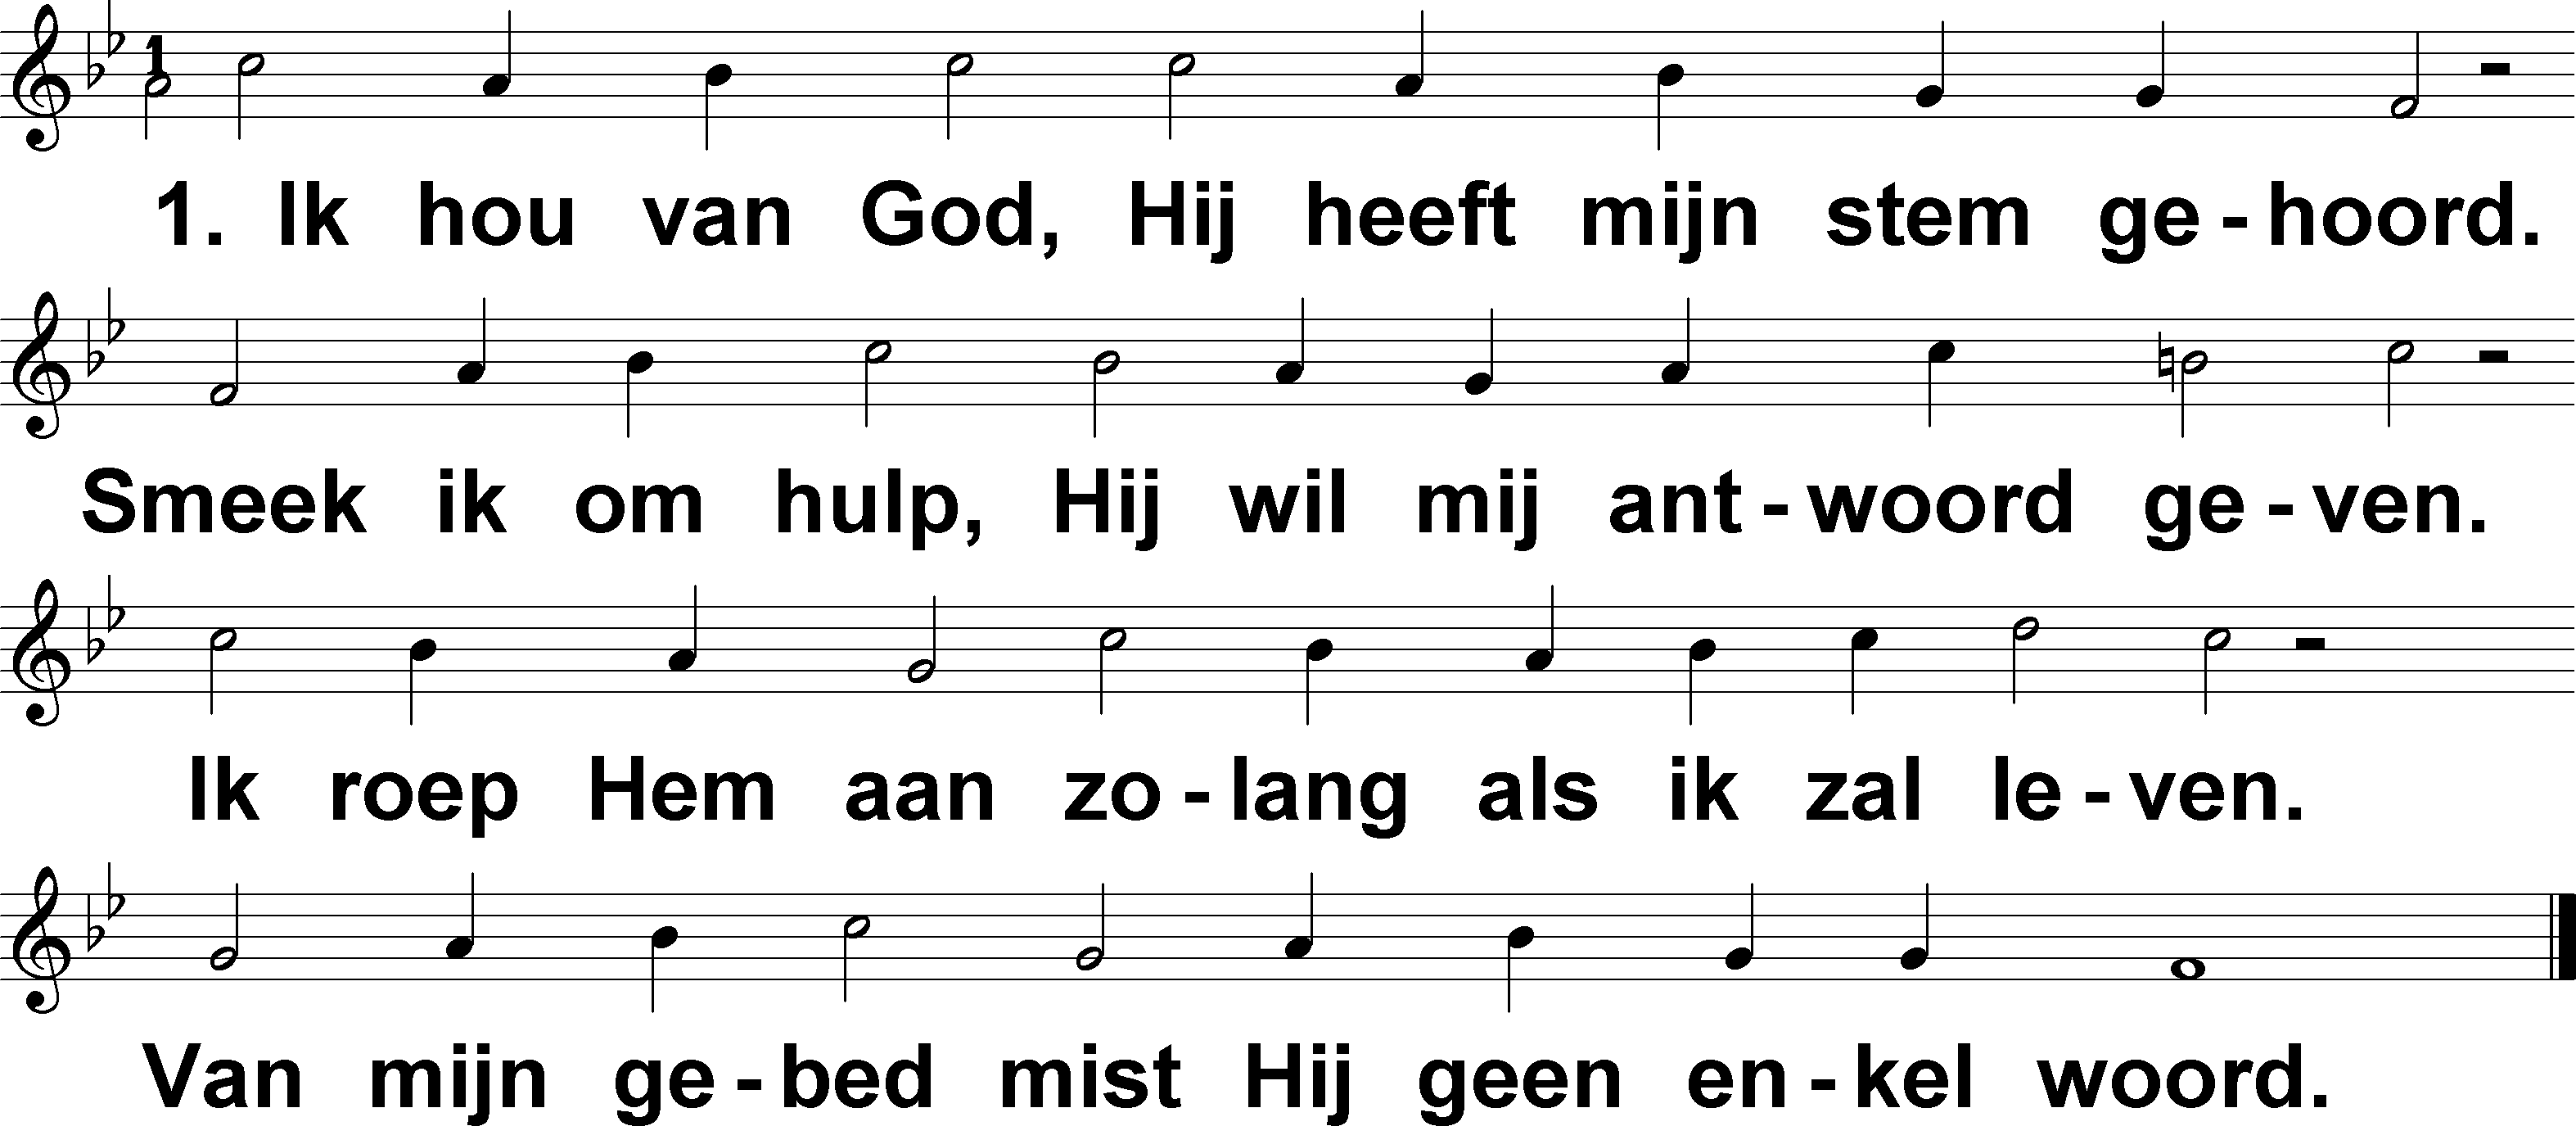 1. Ik hou van God, Hij heeft mijn stem ge-hoord.
Smeek ik om hulp, Hij wil mij ant-woord ge-ven.
Ik roep Hem aan zo-lang als ik zal le-ven.
Van mijn ge-bed mist Hij geen en-kel woord.